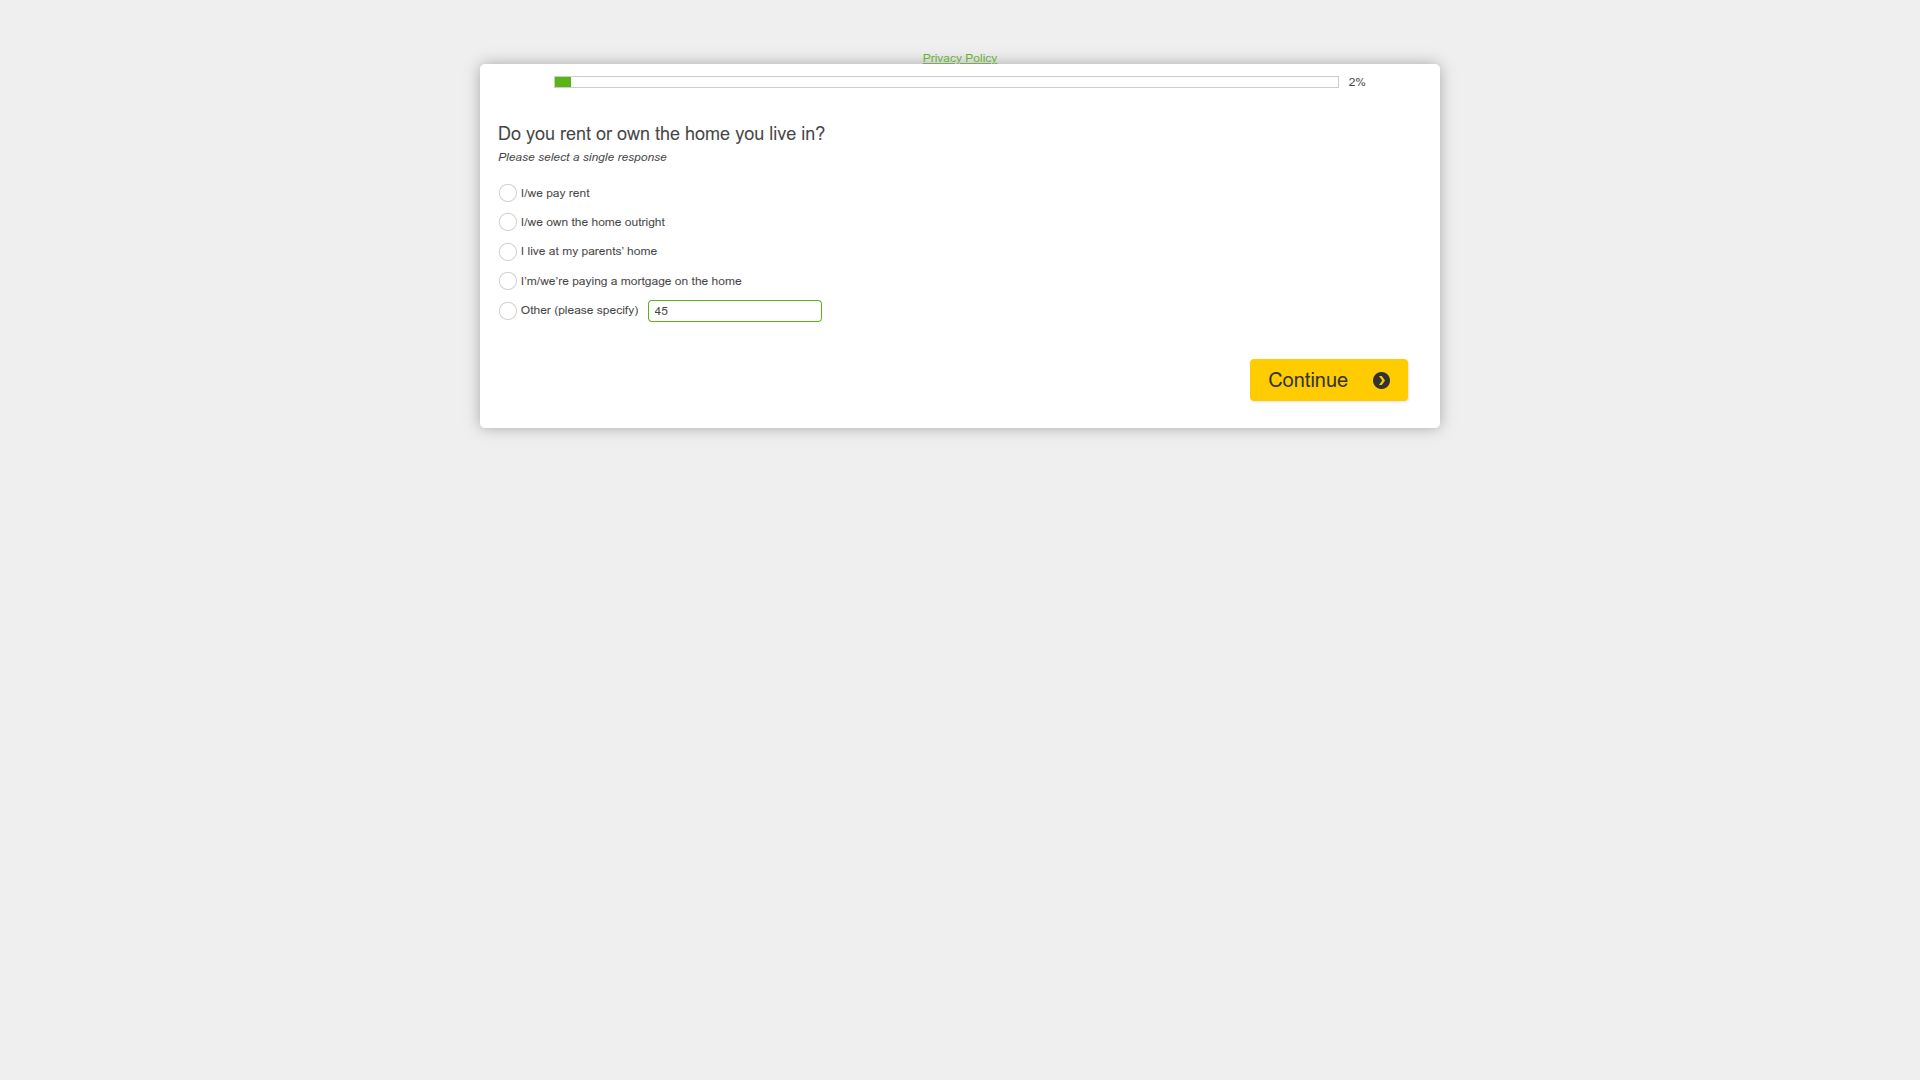 Privacy Policy
2%
Do you rent or own the home you live in?
Please select a single response
I/we pay rent
I/we own the home outright
I live at my parents' home
I'm/we're paying a mortgage on the home
Other (please specify) 45
Continue